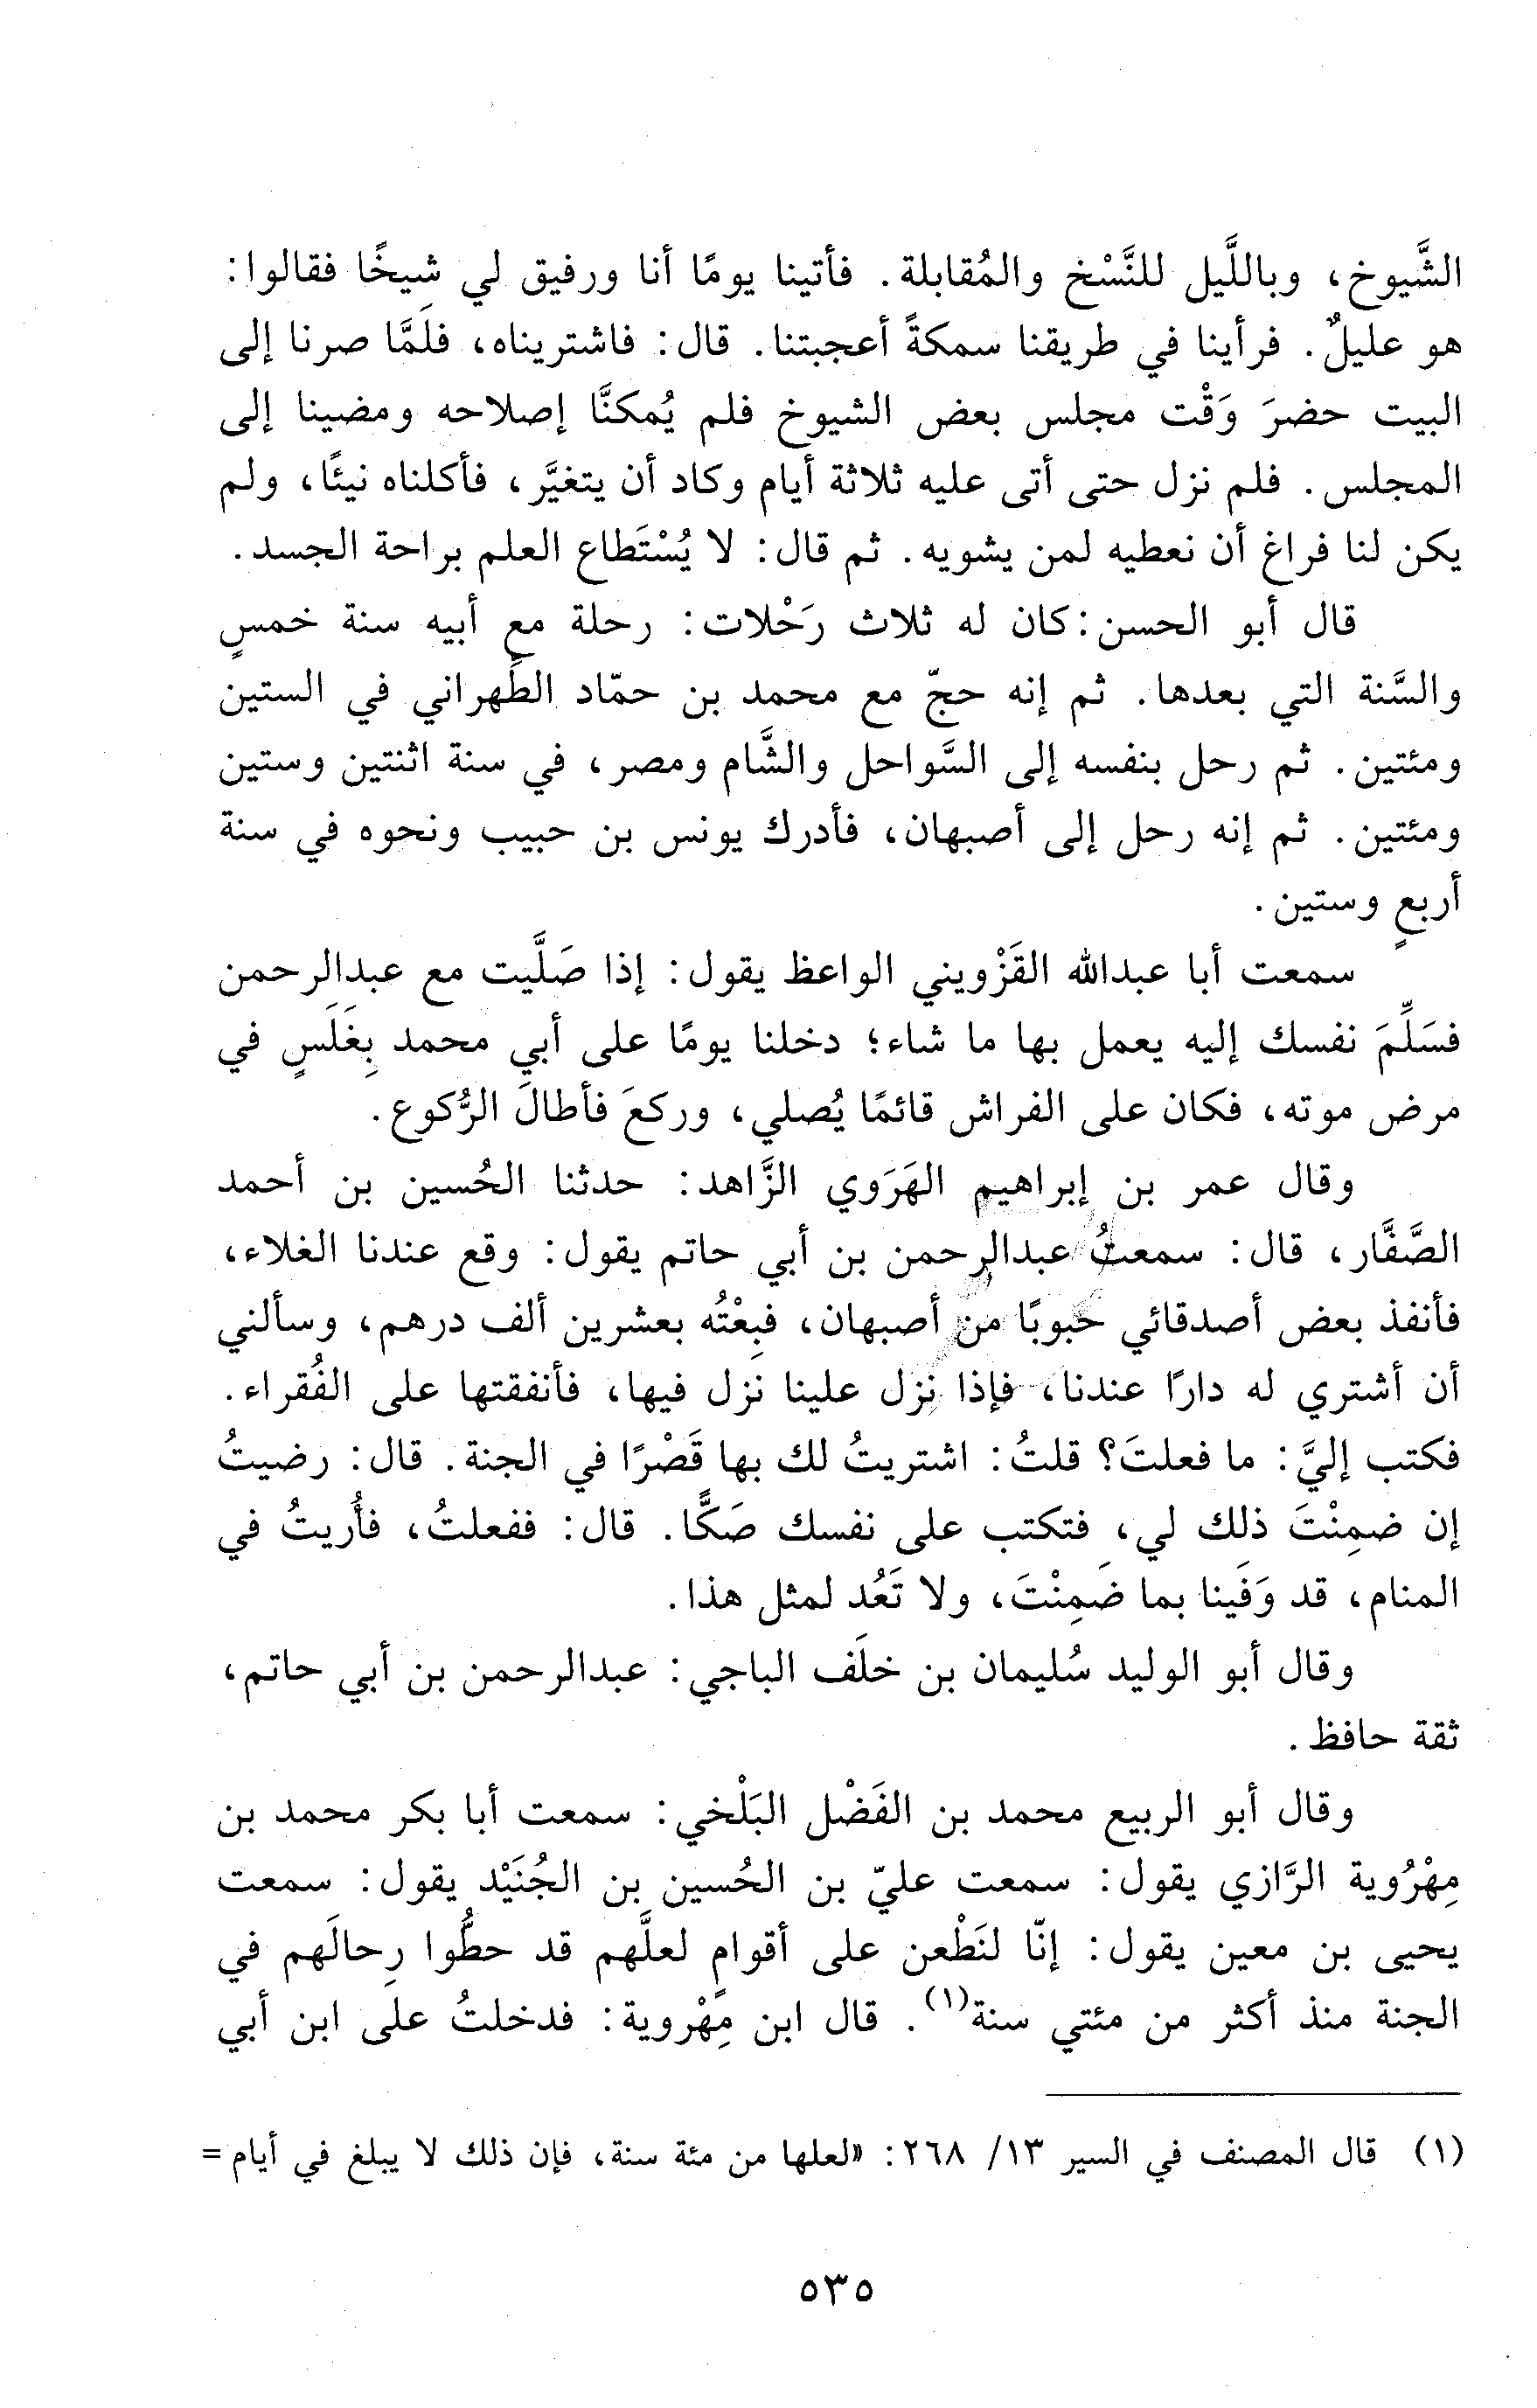 الشَّيوخ، وباللَّيل للنَّسْخ والمُقابلة. فأتينا يومًا أنا ورفيق لي شيخًا فقالوا:
هو عليلٌ. فرأينا في طريقنا سمكةً أعجبتنا. قال: فاشتريناه، فلَمَّا صرنا إلى
البيت حضرَ وَقْت مجلس بعض الشيوخ فلم يُمكنَّا إصلاحه ومضينا إلى
المجلس. فلم نزل حتى أتى عليه ثلاثة أيام وكاد أن يتغيَّر، فأكلناه نيئًا، ولم
يكن لنا فراغ أن نعطيه لمن يشويه. ثم قال: لا يُسْتَطاع العلم براحة الجسد.
قال أبو الحسن: كان له ثلاث رَحْلات: رحلة مع أبيه سنة خمسٍ
والسَّنة التي بعدها. ثم إنه حجّ مع محمد بن حمّاد الطِّهراني في الستين
ومئتين. ثم رحل بنفسه إلى السَّواحل والشَّام ومصر، في سنة اثنتين وستين
ومئتين. ثم إنه رحل إلى أصبهان، فأدرك يونس بن حبيب ونحوه في سنة
أربعٍ وستين.
سمعت أبا عبدالله القَزْويني الواعظ يقول: إذا صَلَّيت مع عبدالرحمن
فسَلِّمَ نفسك إليه يعمل بها ما شاء؛ دخلنا يومًا على أبي محمد بِغَلَسٍ في
مرض موته، فكان على الفراش قائمًا يُصلي، وركعَ فأطالَ الرُّكوع.
وقال عمر بن إبراهيم الهَرَوي الزَّاهد: حدثنا الحُسين بن أحمد
الصَّفَّار، قال: سمعتُ عبدالرحمن بن أبي حاتم يقول: وقع عندنا الغلاء،
فأنفذ بعض أصدقائي حُبوبًا من أصبهان، فبِعْتُه بعشرين ألف درهم، وسألني
أن أشتري له دارًا عندنا، فإذا نزل علينا نزل فيها، فأنفقتها على الفُقراء.
فكتب إليَّ: ما فعلتَ؟ قلتُ: اشتريتُ لك بها قَصْرًا في الجنة. قال: رضيتُ
إن ضمِنْتَ ذلك لي، فتكتب على نفسك صَكًّا. قال: ففعلتُ، فأُريتُ في
المنام، قد وَفَينا بما ضَمِنْتَ، ولا تَعُد لمثل هذا.
وقال أبو الوليد سُليمان بن خلَف الباجي: عبدالرحمن بن أبي حاتم،
ثقة حافظ.
وقال أبو الربيع محمد بن الفَضْل البَلْخي: سمعت أبا بكر محمد بن
مِهْرُوية الرَّازي يقول: سمعت عليّ بن الحُسين بن الجُنَيْد يقول: سمعت
يحيى بن معين يقول: إنّا لنَطْعن على أقوامٍ لعلَّهم قد حطُّوا رِحالَهم في
الجنة منذ أكثر من مئتي سنة(١). قال ابن مِهْروية: فدخلتُ على ابن أبي
(١) قال المصنف في السير ١٣/ ٢٦٨: «لعلها من مئة سنة، فإن ذلك لا يبلغ في أيام =
٥٣٥